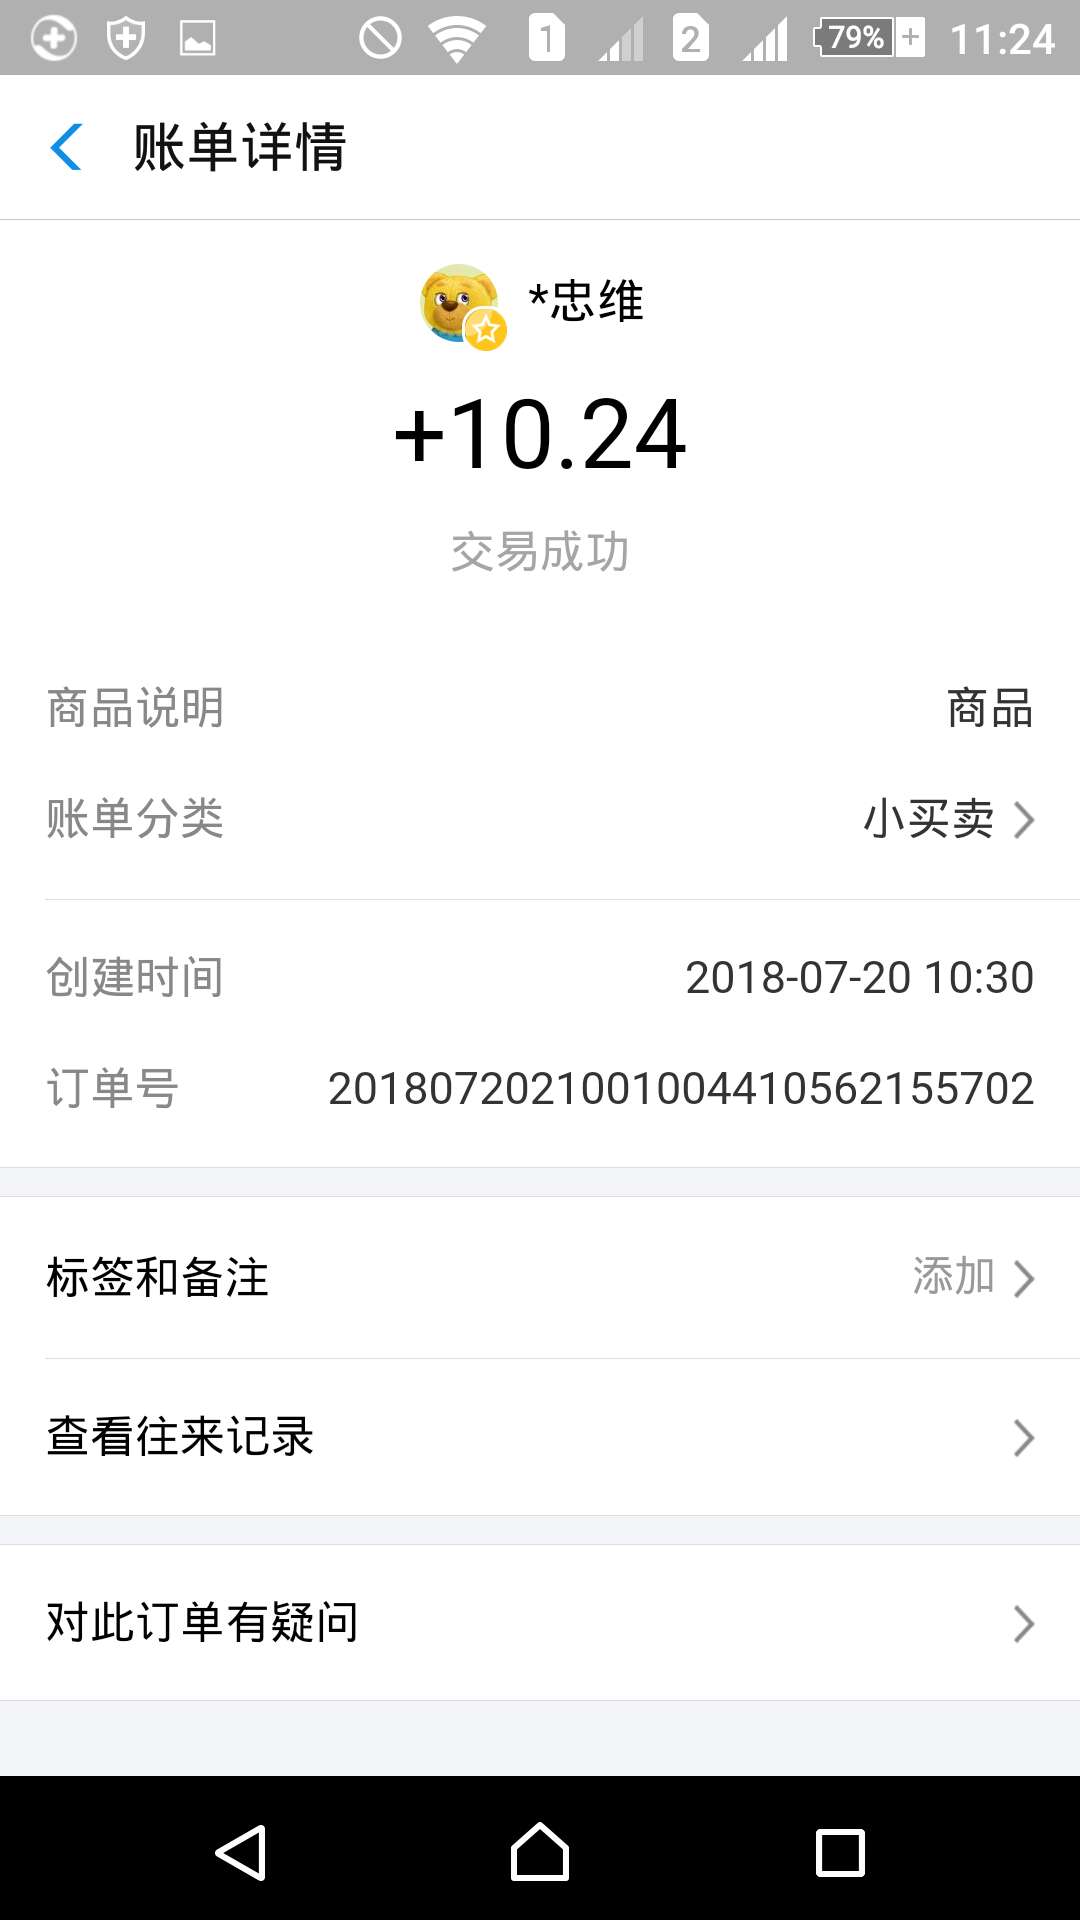 1 2 79% 11:24
账单详情
*忠维
+10.24
交易成功
商品说明 商品
账单分类 小买卖
创建时间 2018-07-20 10:30
订单号 2018072021001004410562155702
标签和备注 添加
查看往来记录
对此订单有疑问